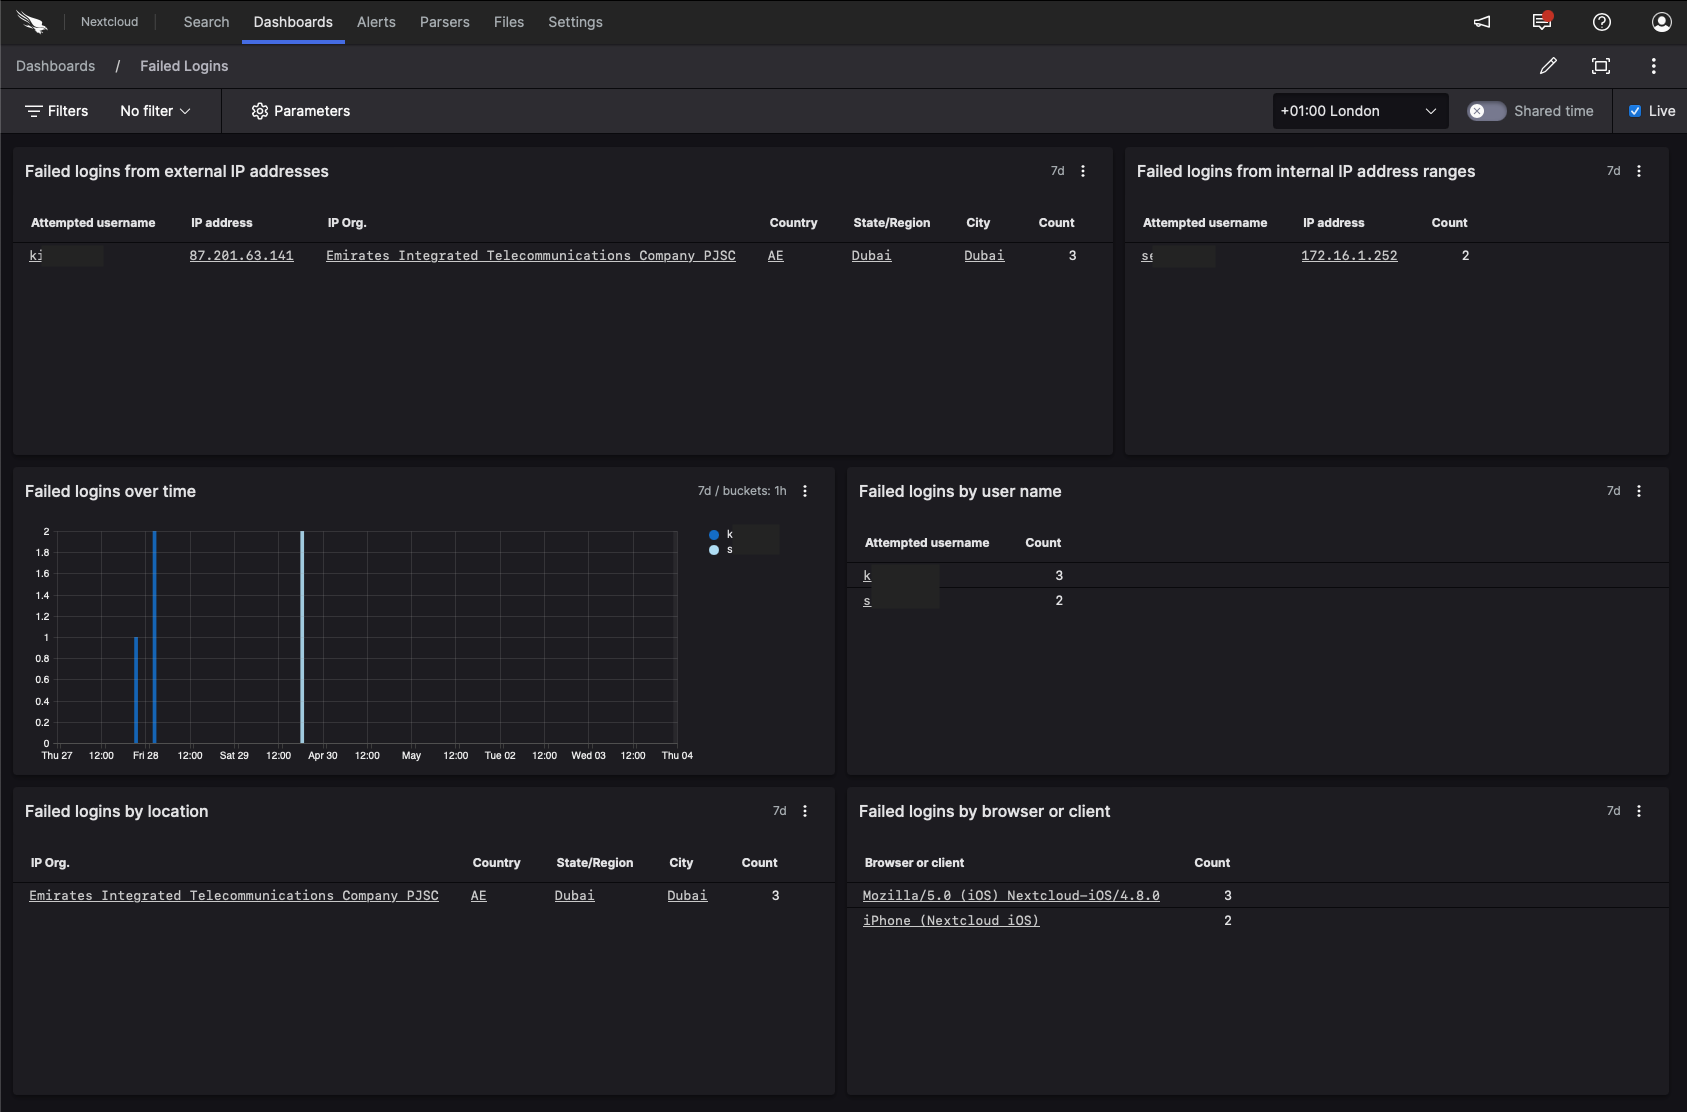 Nextcloud Search Dashboards Alerts Parsers Files Settings
Dashboards / Failed Logins
Filters No filter Parameters +01:00 London Shared time Live
Failed logins from external IP addresses 7d
Attempted username IP address IP Org. Country State/Region City Count
ki 87.201.63.141 Emirates Integrated Telecommunications Company PJSC AE Dubai Dubai 3
Failed logins from internal IP address ranges 7d
Attempted username IP address Count
se 172.16.1.252 2
Failed logins over time 7d / buckets: 1h
2
1.8
1.6
1.4
1.2
1
0.8
0.6
0.4
0.2
0
Thu 27 12:00 Fri 28 12:00 Sat 29 12:00 Apr 30 12:00 May 12:00 Tue 02 12:00 Wed 03 12:00 Thu 04
k
s
Failed logins by user name 7d
Attempted username Count
k 3
s 2
Failed logins by location 7d
IP Org. Country State/Region City Count
Emirates Integrated Telecommunications Company PJSC AE Dubai Dubai 3
Failed logins by browser or client 7d
Browser or client Count
Mozilla/5.0 (iOS) Nextcloud-iOS/4.8.0 3
iPhone (Nextcloud iOS) 2